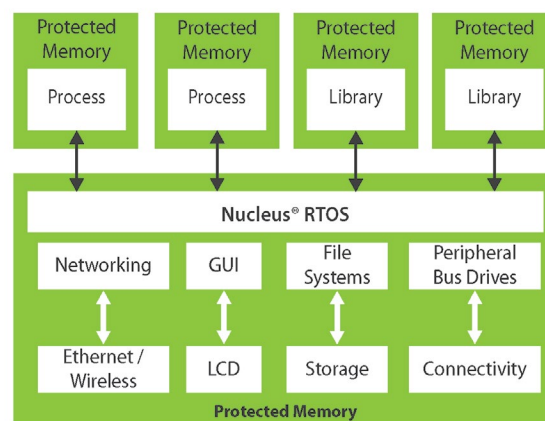 Protected
Memory
Process
Protected
Memory
Process
Protected
Memory
Library
Protected
Memory
Library
Nucleus® RTOS
Networking
GUI
File
Systems
Peripheral
Bus Drives
Ethernet /
Wireless
LCD
Storage
Connectivity
Protected Memory